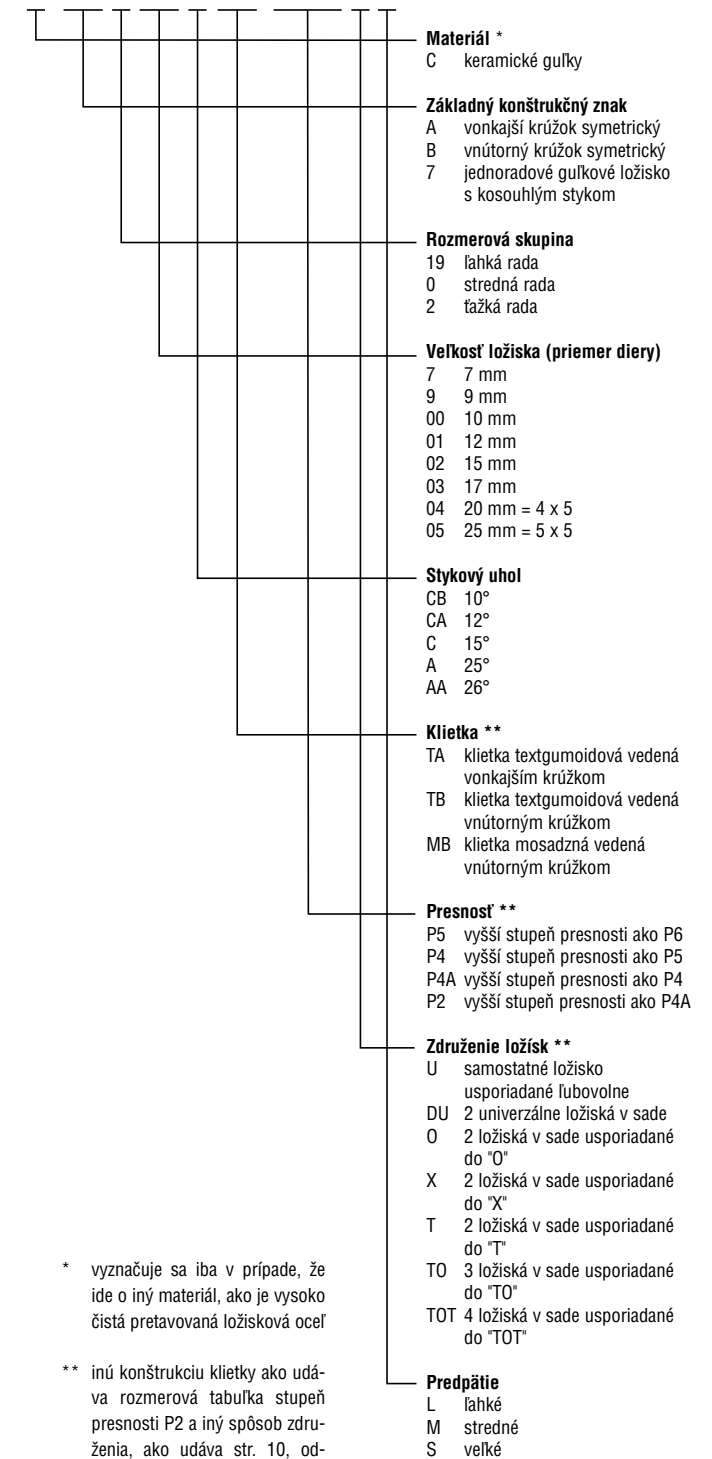 Materiál *
C keramické guľky
Základný konštrukčný znak
A vonkajší krúžok symetrický
B vnútorný krúžok symetrický
7 jednoradové guľkové ložisko
s kosouhlým stykom
Rozmerová skupina
19 ľahká rada
0 stredná rada
2 ťažká rada
Veľkosť ložiska (priemer diery)
7 7 mm
9 9 mm
00 10 mm
01 12 mm
02 15 mm
03 17 mm
04 20 mm = 4 x 5
05 25 mm = 5 x 5
Stykový uhol
CB 10°
CA 12°
C 15°
A 25°
AA 26°
Klietka **
TA klietka textgumoidová vedená
vonkajším krúžkom
TB klietka textgumoidová vedená
vnútorným krúžkom
MB klietka mosadzná vedená
vnútorným krúžkom
Presnosť **
P5 vyšší stupeň presnosti ako P6
P4 vyšší stupeň presnosti ako P5
P4A vyšší stupeň presnosti ako P4
P2 vyšší stupeň presnosti ako P4A
Združenie ložísk **
U samostatné ložisko
usporiadané ľubovolne
DU 2 univerzálne ložiská v sade
O 2 ložiská v sade usporiadané
do "O"
X 2 ložiská v sade usporiadané
do "X"
T 2 ložiská v sade usporiadané
do "T"
TO 3 ložiská v sade usporiadané
do "TO"
TOT 4 ložiská v sade usporiadané
do "TOT"
Predpätie
L ľahké
M stredné
S veľké
* vyznačuje sa iba v prípade, že
ide o iný materiál, ako je vysoko
čistá pretavovaná ložisková oceľ
** inú konštrukciu klietky ako udá-
va rozmerová tabuľka stupeň
presnosti P2 a iný spôsob zdru-
ženia, ako udáva str. 10, od-